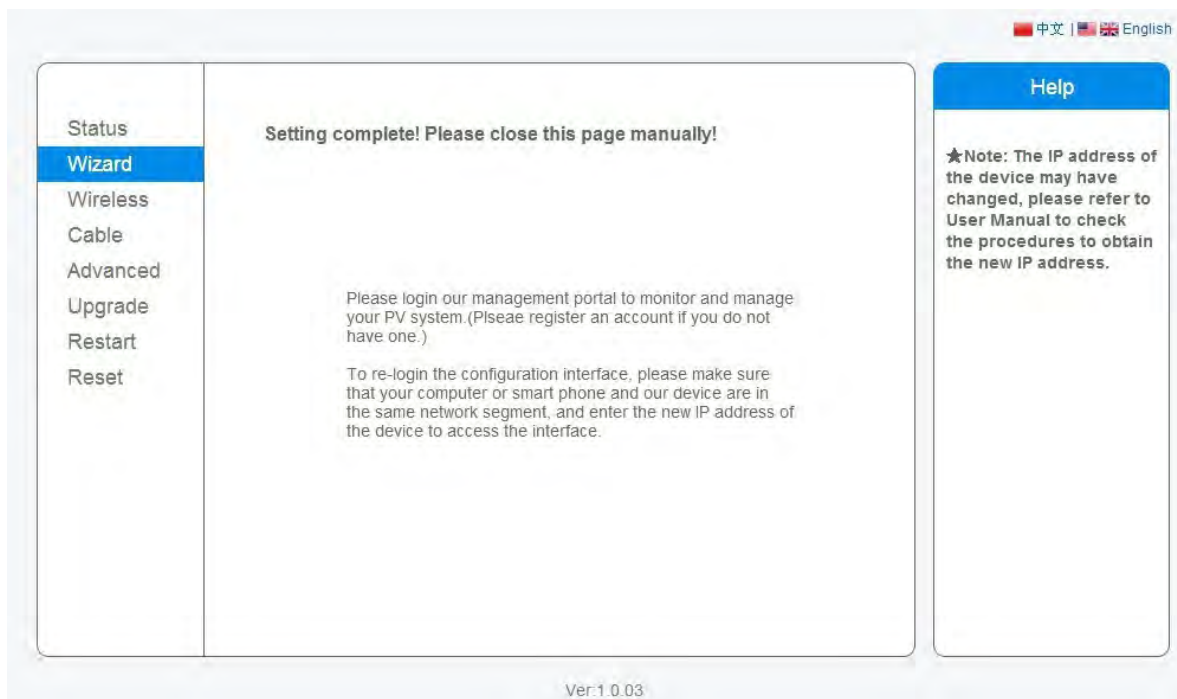 中文 | English
Help
Status
Wizard
Wireless
Cable
Advanced
Upgrade
Restart
Reset
Setting complete! Please close this page manually!
Please login our management portal to monitor and manage
your PV system.(Plseae register an account if you do not
have one.)
To re-login the configuration interface, please make sure
that your computer or smart phone and our device are in
the same network segment, and enter the new IP address of
the device to access the interface.
★Note: The IP address of
the device may have
changed, please refer to
User Manual to check
the procedures to obtain
the new IP address.
Ver:1.0.03